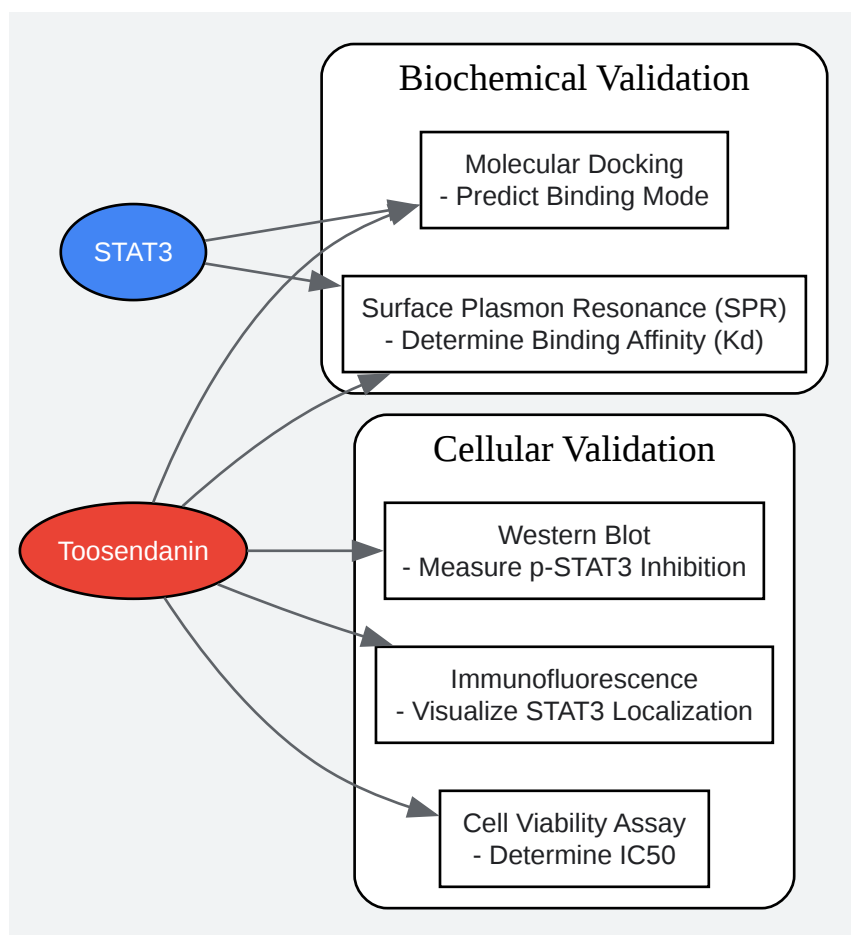 Biochemical Validation
Molecular Docking
- Predict Binding Mode
STAT3
Surface Plasmon Resonance (SPR)
- Determine Binding Affinity (Kd)
Cellular Validation
Western Blot
- Measure p-STAT3 Inhibition
Toosendanin
Immunofluorescence
- Visualize STAT3 Localization
Cell Viability Assay
- Determine IC50